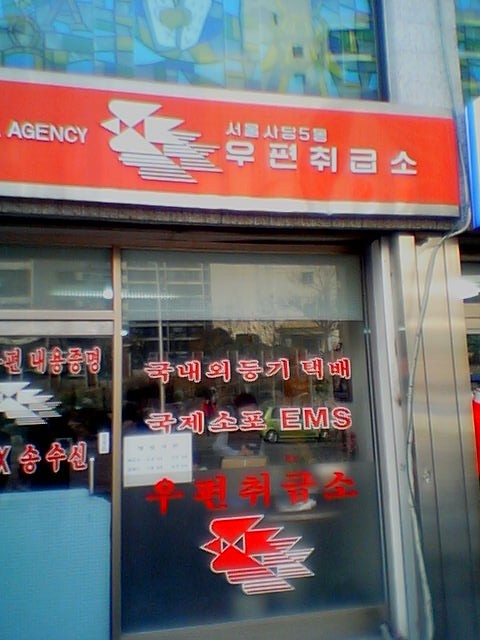 AGENCY
서울사당5동
우편취급소
편 내용증명
국내외 등기 택배
국제소포 EMS
X 송수신
우편취급소